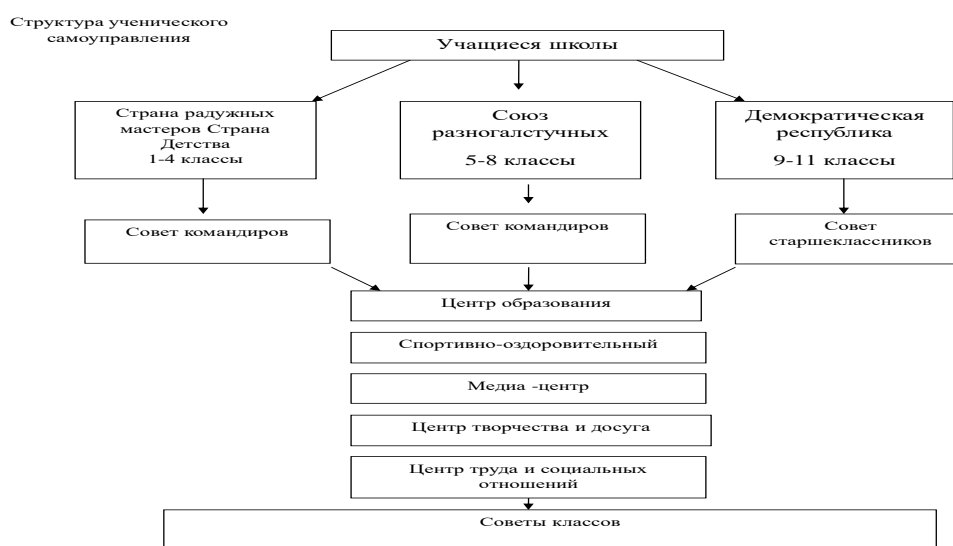 Структура ученического
самоуправления
Учащиеся школы
Страна радужных
мастеров Страна
Детства
1-4 классы
Союз
разногалстучных
5-8 классы
Демократическая
республика
9-11 классы
Совет командиров
Совет командиров
Совет
старшеклассников
Центр образования
Спортивно-оздоровительный
Медиа -центр
Центр творчества и досуга
Центр труда и социальных
отношений
Советы классов